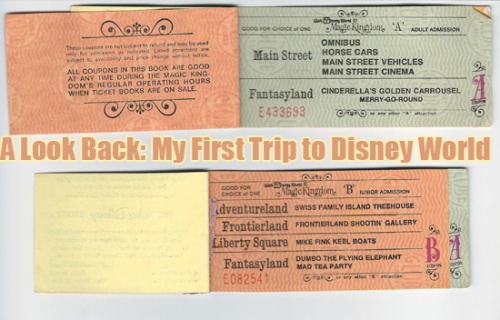 These coupons are not subject to refund and may be used
only for admission as indicated. Listed attractions are
subject to availability and price change without notice.
ALL COUPONS IN THIS BOOK ARE GOOD
AT ANY TIME DURING THE MAGIC KING-
DOM'S REGULAR OPERATING HOURS
WHEN TICKET BOOKS ARE ON SALE.
GOOD FOR CHOICE of ONE
Walt Disney World
Magic Kingdom
"A" ADULT ADMISSION
Main Street
OMNIBUS
HORSE CARS
MAIN STREET VEHICLES
MAIN STREET CINEMA
Fantasyland
CINDERELLA'S GOLDEN CARROUSEL
MERRY-GO-ROUND
E433693
or any other "A" attraction
A
A Look Back: My First Trip to Disney World
GOOD FOR
CHOICE of ONE
Walt Disney World
Magic Kingdom
"B" JUNIOR ADMISSION
Adventureland SWISS FAMILY ISLAND TREEHOUSE
Frontierland FRONTIERLAND SHOOTIN' GALLERY
Liberty Square MIKE FINK KEEL BOATS
Fantasyland
DUMBO THE FLYING ELEPHANT
MAD TEA PARTY
E082541
or any other "B" attraction
B
A